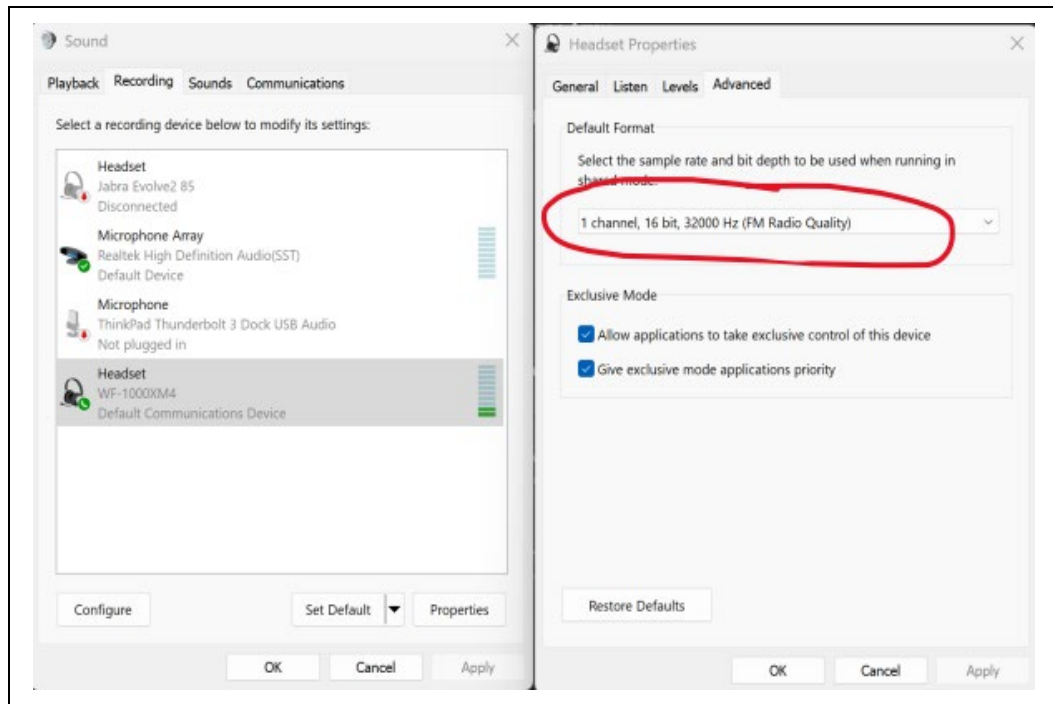 Sound
Playback Recording Sounds Communications
Select a recording device below to modify its settings:
Headset
Jabra Evolve2 85
Disconnected
Microphone Array
Realtek High Definition Audio(SST)
Default Device
Microphone
ThinkPad Thunderbolt 3 Dock USB Audio
Not plugged in
Headset
WF-1000XM4
Default Communications Device
Configure Set Default Properties
OK Cancel Apply
Headset Properties
General Listen Levels Advanced
Default Format
Select the sample rate and bit depth to be used when running in
shared mode.
1 channel, 16 bit, 32000 Hz (FM Radio Quality)
Exclusive Mode
Allow applications to take exclusive control of this device
Give exclusive mode applications priority
Restore Defaults
OK Cancel Apply